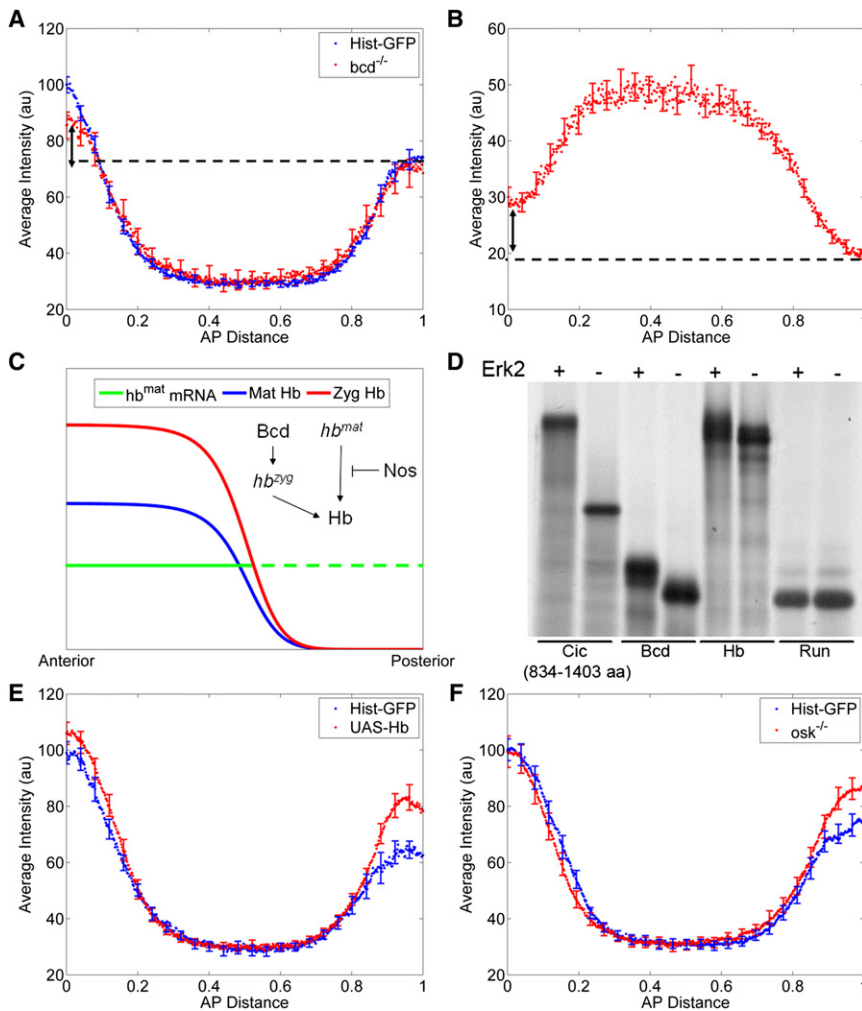 A
Average Intensity (au)
120
100
80
60
40
20
0
0.2
0.4
0.6
0.8
1
AP Distance
Hist-GFP
bcd-/-
B
Average Intensity (au)
60
50
40
30
20
10
0
0.2
0.4
0.6
0.8
1
AP Distance
C
hbmat mRNA
Mat Hb
Zyg Hb
Bcd
hbmat
hbzyg
Nos
Hb
Anterior
Posterior
D
Erk2 + - + - + - + -
Cic Bcd Hb Run
(834-1403 aa)
E
Average Intensity (au)
120
100
80
60
40
20
0
0.2
0.4
0.6
0.8
1
AP Distance
Hist-GFP
UAS-Hb
F
Average Intensity (au)
120
100
80
60
40
20
0
0.2
0.4
0.6
0.8
1
AP Distance
Hist-GFP
osk-/-